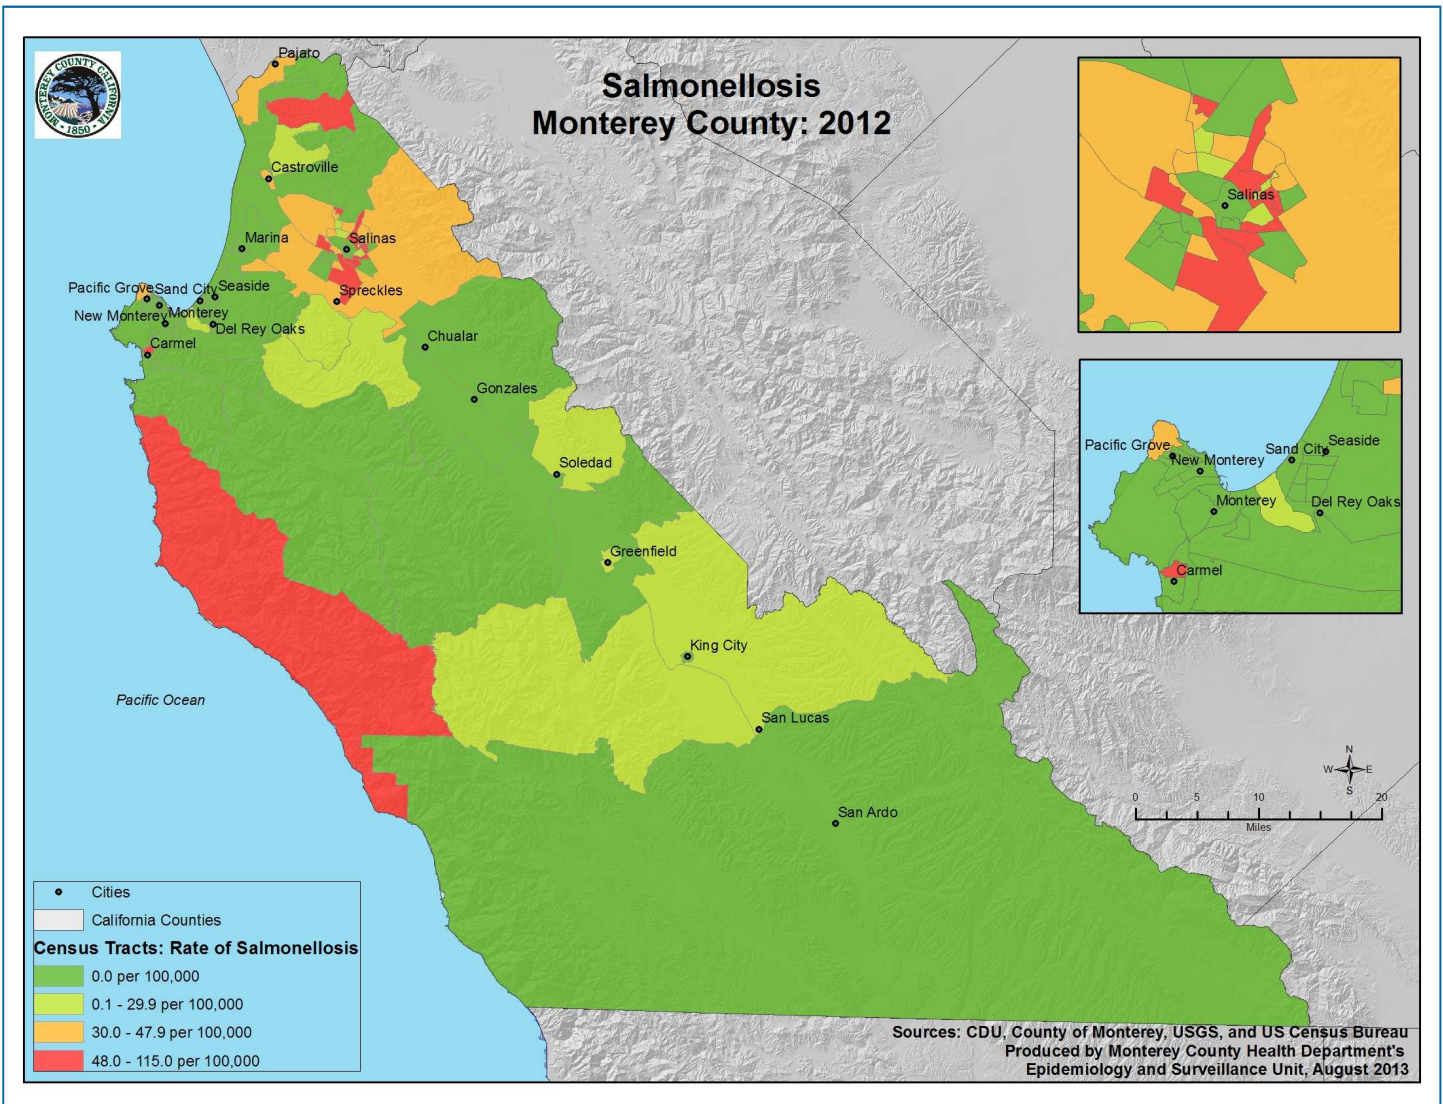 Salmonellosis
Monterey County: 2012
MONTEREY COUNTY CALIFORNIA
• 1850 •
Pajaro
Castroville
Marina
Salinas
Pacific Grove
Sand City
Seaside
Spreckles
New Monterey
Monterey
Del Rey Oaks
Carmel
Chualar
Gonzales
Soledad
Greenfield
King City
San Lucas
San Ardo
Pacific Ocean
Salinas
Pacific Grove
New Monterey
Sand City
Seaside
Monterey
Del Rey Oaks
Carmel
N
W E
S
0 5 10 20
Miles
Cities
California Counties
Census Tracts: Rate of Salmonellosis
0.0 per 100,000
0.1 - 29.9 per 100,000
30.0 - 47.9 per 100,000
48.0 - 115.0 per 100,000
Sources: CDU, County of Monterey, USGS, and US Census Bureau
Produced by Monterey County Health Department's
Epidemiology and Surveillance Unit, August 2013